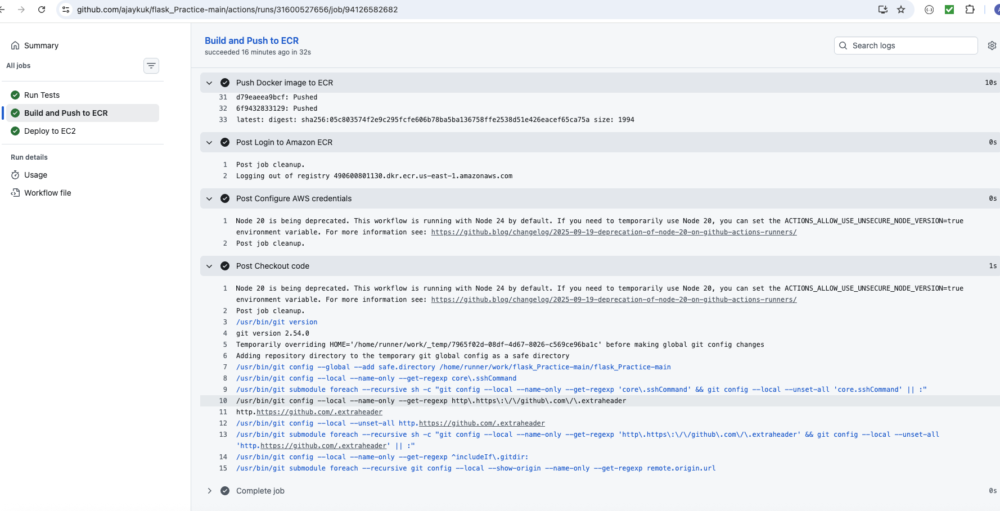 github.com/ajaykuk/flask_Practice-main/actions/runs/31600527656/job/94126582682
Summary
All jobs
Run Tests
Build and Push to ECR
Deploy to EC2
Run details
Usage
Workflow file
Build and Push to ECR
succeeded 16 minutes ago in 32s
Search logs
Push Docker image to ECR 10s
31 d79eaeea9bcf: Pushed
32 6f9432833129: Pushed
33 latest: digest: sha256:05c803574f2e9c295fcfe606b78ba5ba136758ffe2538d51e426eacef65ca75a size: 1994
Post Login to Amazon ECR 0s
1 Post job cleanup.
2 Logging out of registry 490600801130.dkr.ecr.us-east-1.amazonaws.com
Post Configure AWS credentials 0s
1 Node 20 is being deprecated. This workflow is running with Node 24 by default. If you need to temporarily use Node 20, you can set the ACTIONS_ALLOW_USE_UNSECURE_NODE_VERSION=true
environment variable. For more information see: https://github.blog/changelog/2025-09-19-deprecation-of-node-20-on-github-actions-runners/
2 Post job cleanup.
Post Checkout code 1s
1 Node 20 is being deprecated. This workflow is running with Node 24 by default. If you need to temporarily use Node 20, you can set the ACTIONS_ALLOW_USE_UNSECURE_NODE_VERSION=true
environment variable. For more information see: https://github.blog/changelog/2025-09-19-deprecation-of-node-20-on-github-actions-runners/
2 Post job cleanup.
3 /usr/bin/git version
4 git version 2.54.0
5 Temporarily overriding HOME='/home/runner/work/_temp/7965f02d-08df-4d67-8026-c569ce96ba1c' before making global git config changes
6 Adding repository directory to the temporary git global config as a safe directory
7 /usr/bin/git config --global --add safe.directory /home/runner/work/flask_Practice-main/flask_Practice-main
8 /usr/bin/git config --local --name-only --get-regexp core\.sshCommand
9 /usr/bin/git submodule foreach --recursive sh -c "git config --local --name-only --get-regexp 'core\.sshCommand' && git config --local --unset-all 'core.sshCommand' || :"
10 /usr/bin/git config --local --name-only --get-regexp http\.https\:\/\/github\.com\/\.extraheader
11 http.https://github.com/.extraheader
12 /usr/bin/git config --local --unset-all http.https://github.com/.extraheader
13 /usr/bin/git submodule foreach --recursive sh -c "git config --local --name-only --get-regexp 'http\.https\:\/\/github\.com\/\.extraheader' && git config --local --unset-all
'http.https://github.com/.extraheader' || :"
14 /usr/bin/git config --local --name-only --get-regexp ^includeIf\.gitdir:
15 /usr/bin/git submodule foreach --recursive git config --local --show-origin --name-only --get-regexp remote.origin.url
Complete job 0s